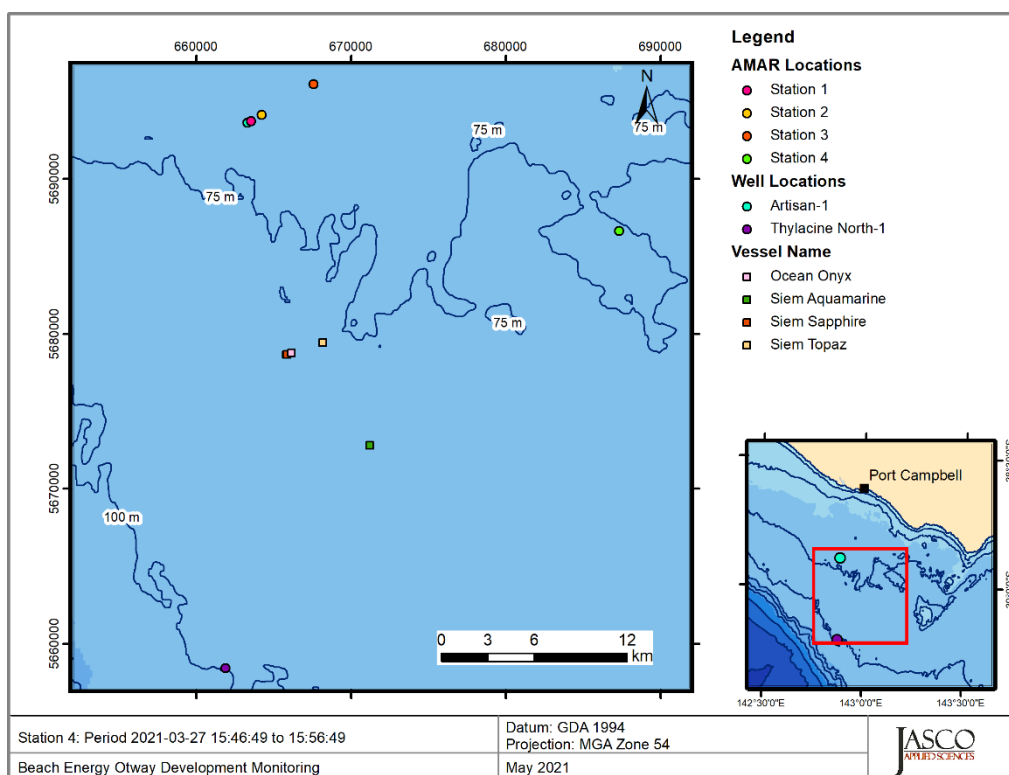 660000 670000 680000 690000
5690000
5680000
5670000
5660000
75 m
75 m
75 m
75 m
100 m
N
0 3 6 12
km
Legend
AMAR Locations
Station 1
Station 2
Station 3
Station 4
Well Locations
Artisan-1
Thylacine North-1
Vessel Name
Ocean Onyx
Siem Aquamarine
Siem Sapphire
Siem Topaz
Port Campbell
142°30'0"E 143°0'0"E 143°30'0"E
Station 4: Period 2021-03-27 15:46:49 to 15:56:49
Datum: GDA 1994
Projection: MGA Zone 54
Beach Energy Otway Development Monitoring
May 2021
JASCO
APPLIED SCIENCES